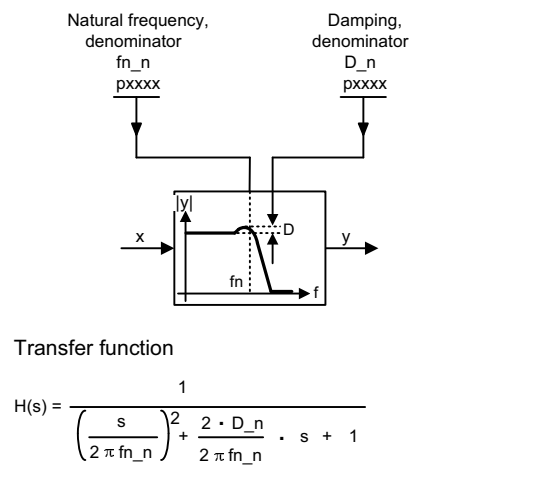 Natural frequency,
denominator
fn_n
pxxxx
Damping,
denominator
D_n
pxxxx
|y|
x
D
y
fn
f
Transfer function
H(s) = 1
( s / 2 π fn_n )2 + 2 · D_n / 2 π fn_n · s + 1